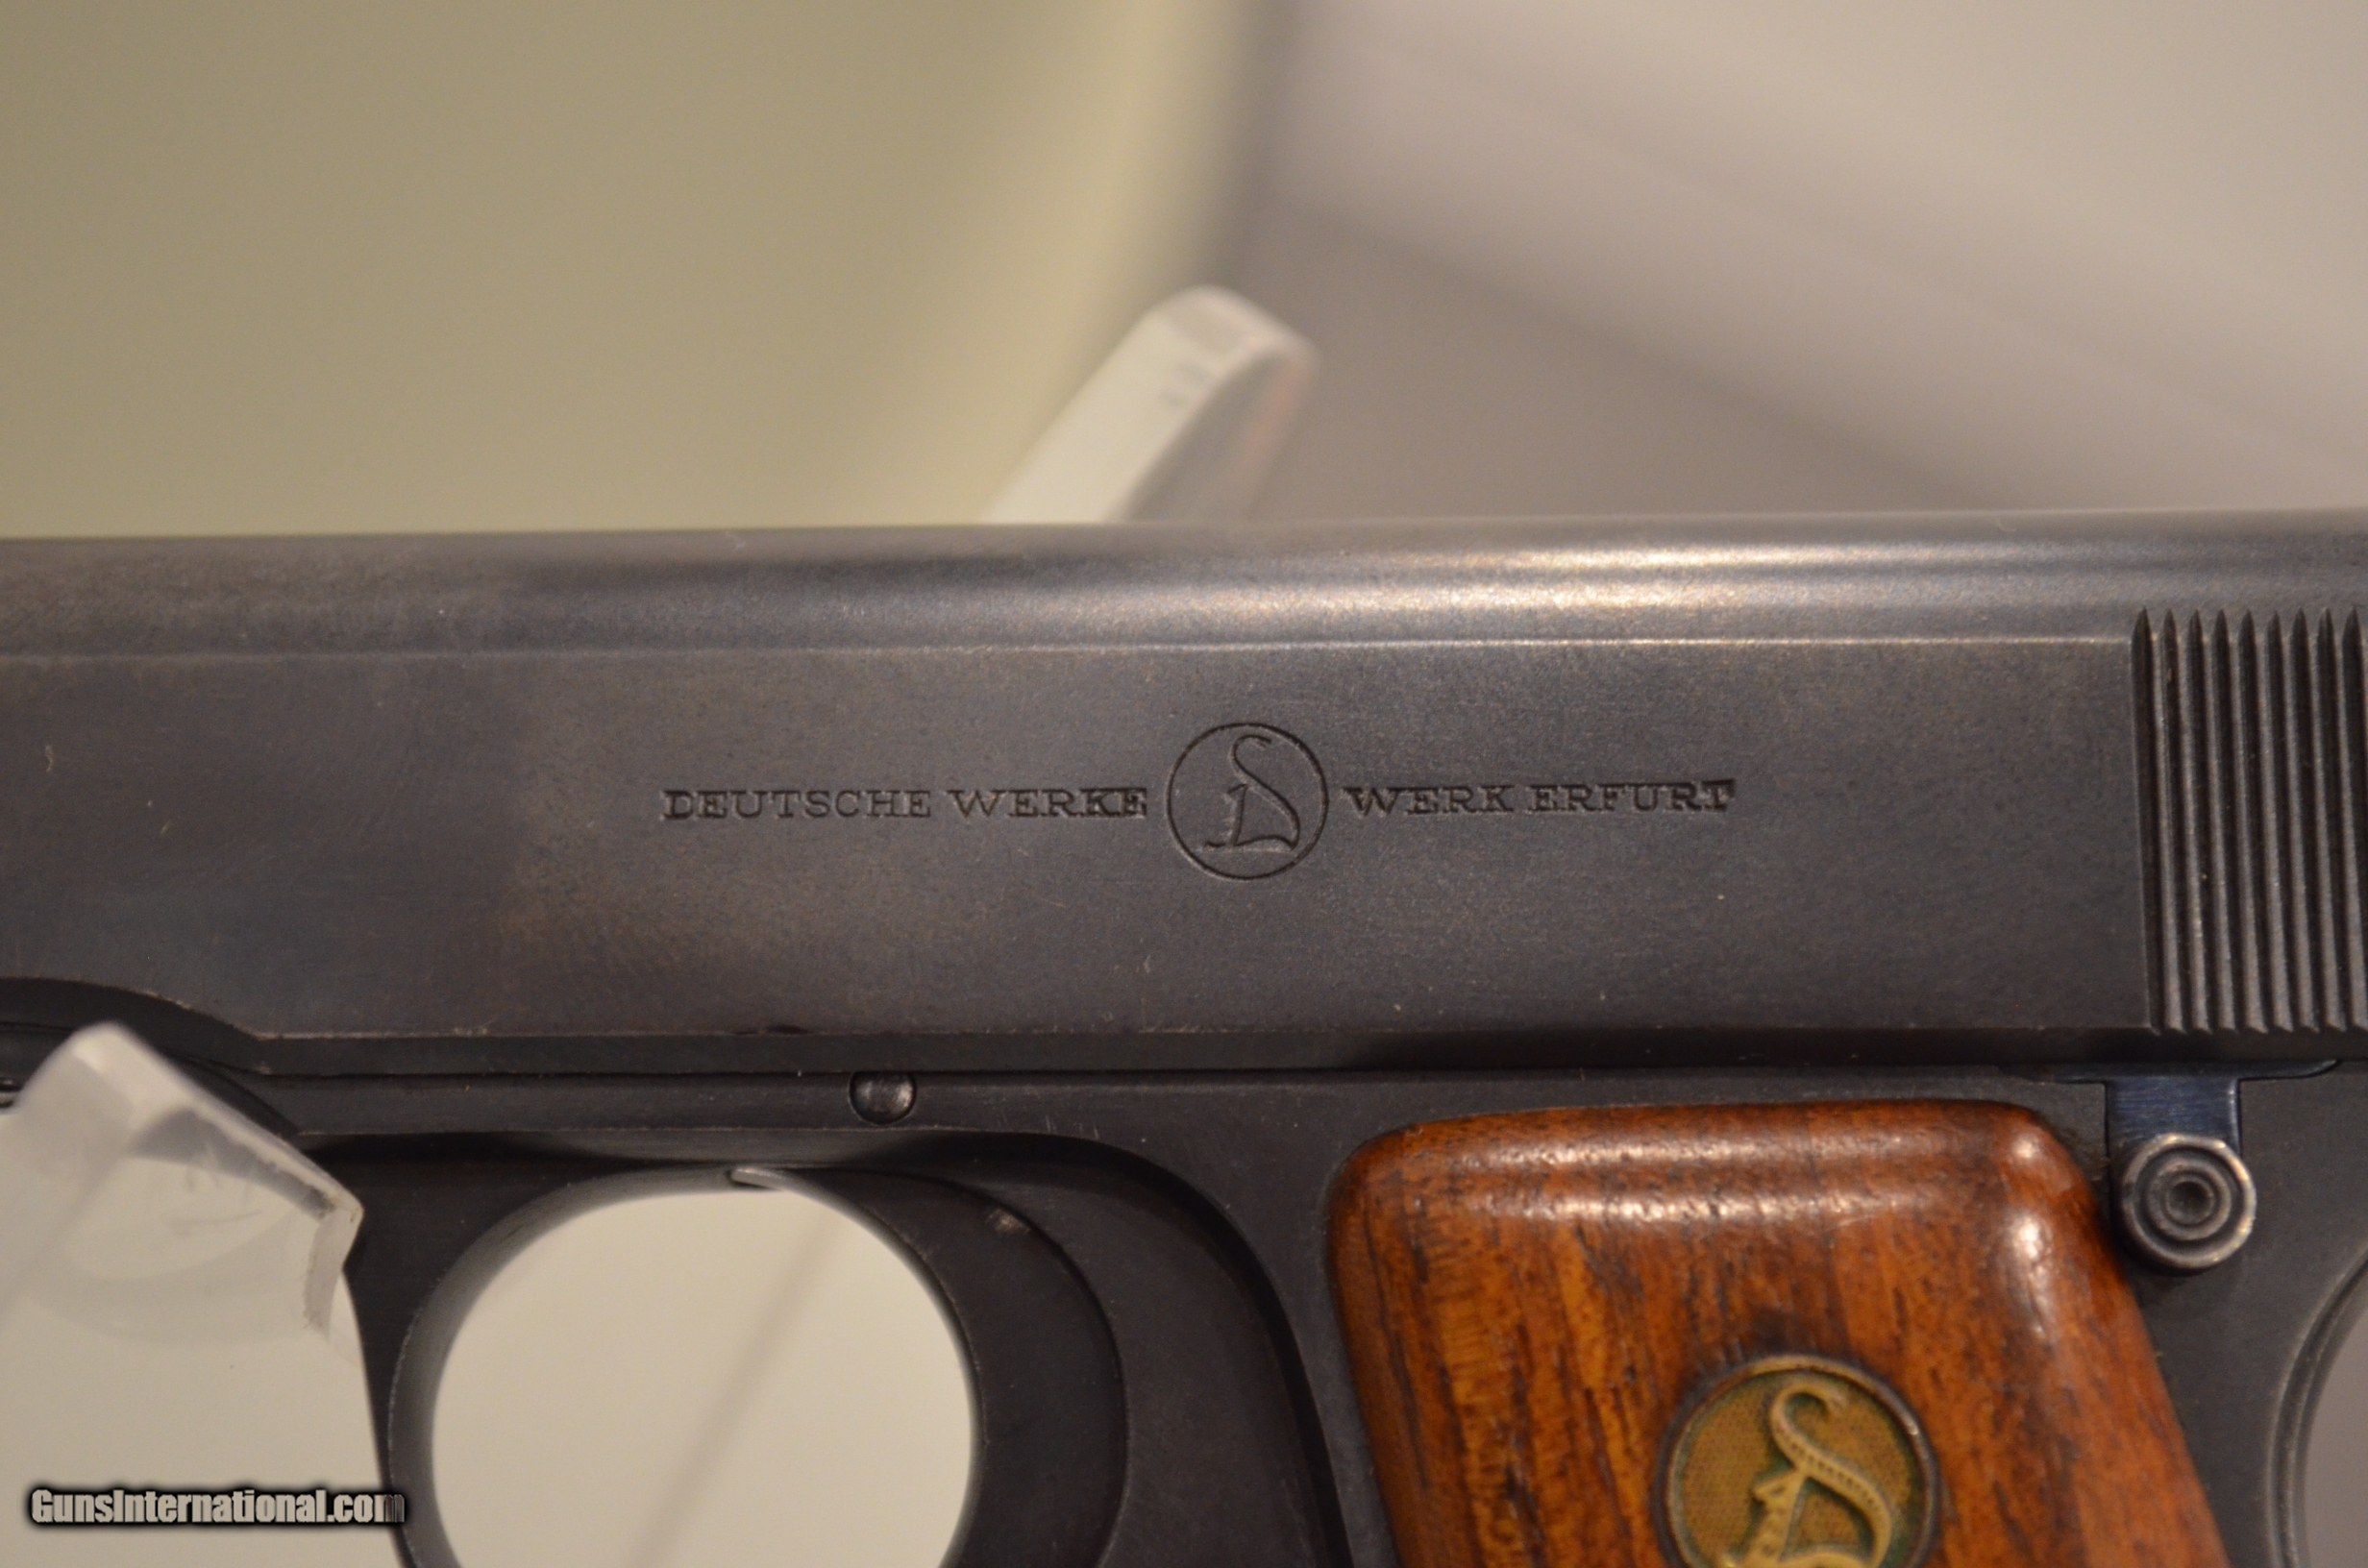 DEUTSCHE WERKE D WERK ERFURT
D
GunsInternational.com